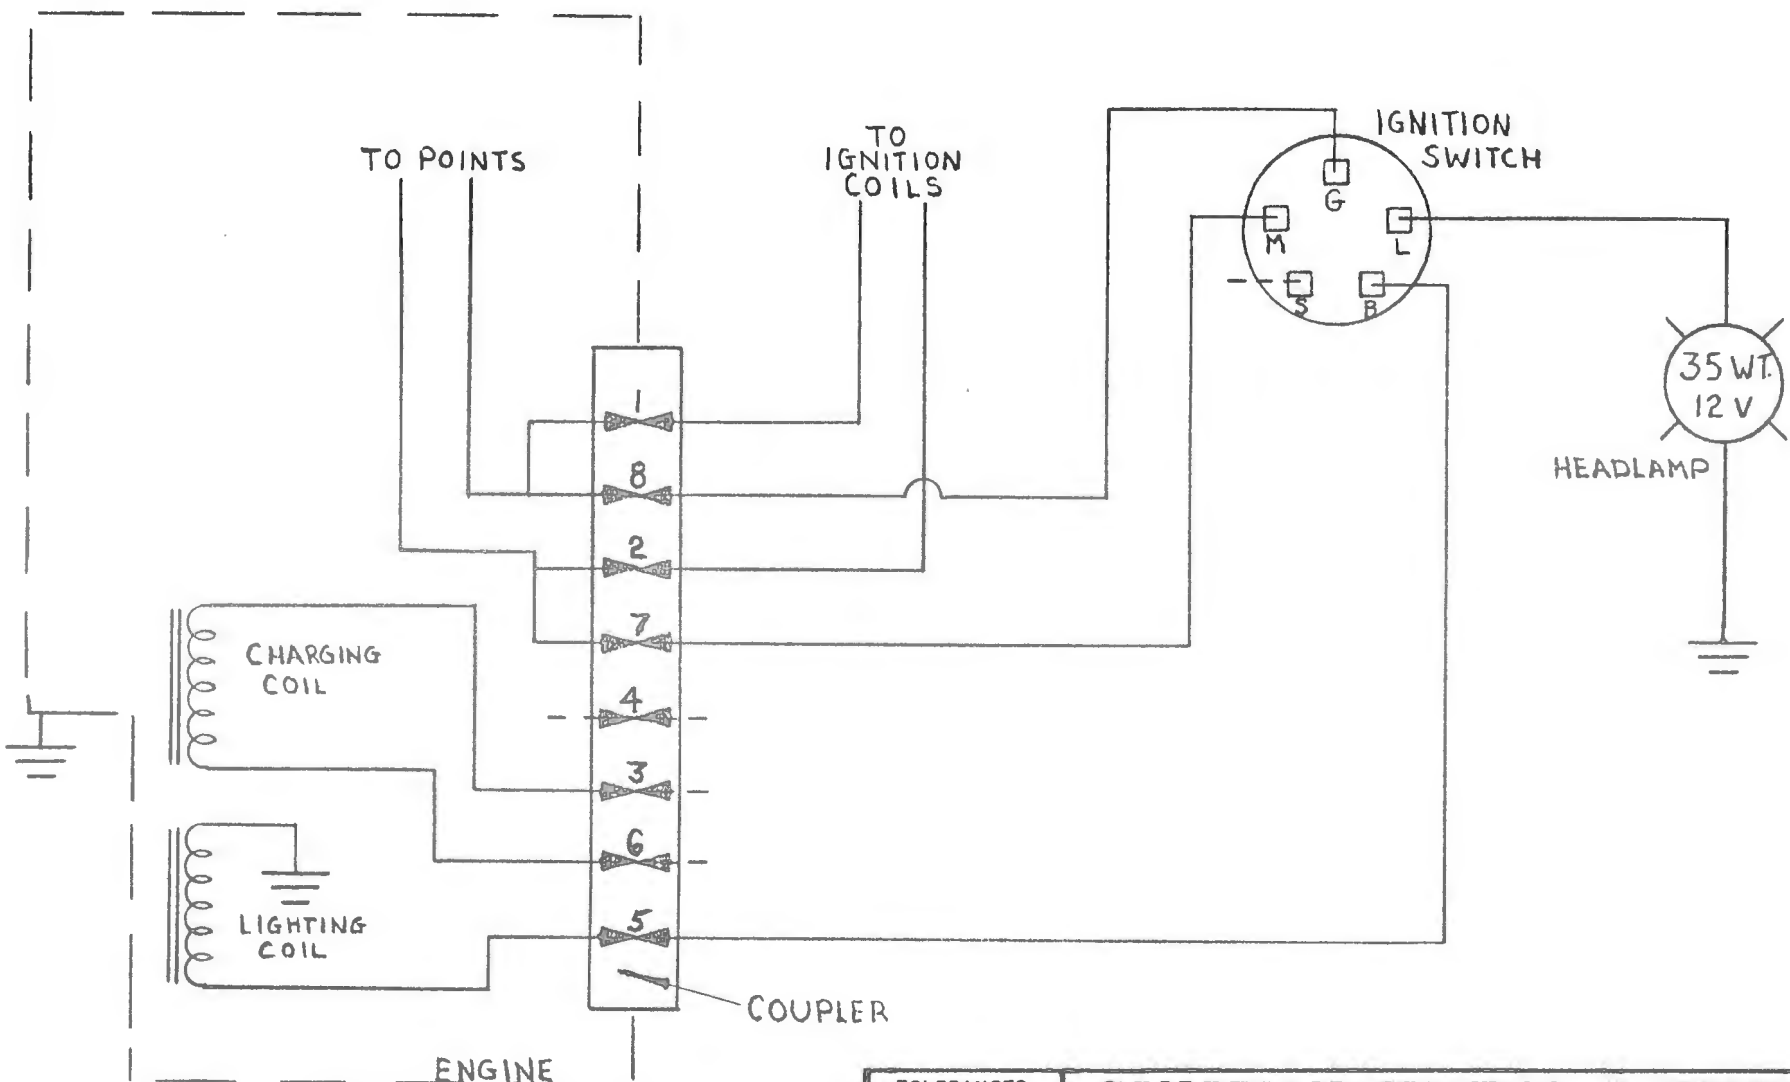 TO POINTS
TO
IGNITION
COILS
IGNITION
SWITCH
G
M
L
S
B
35 WT.
12 V
HEADLAMP
1
8
2
7
4
3
6
5
CHARGING
COIL
LIGHTING
COIL
COUPLER
ENGINE